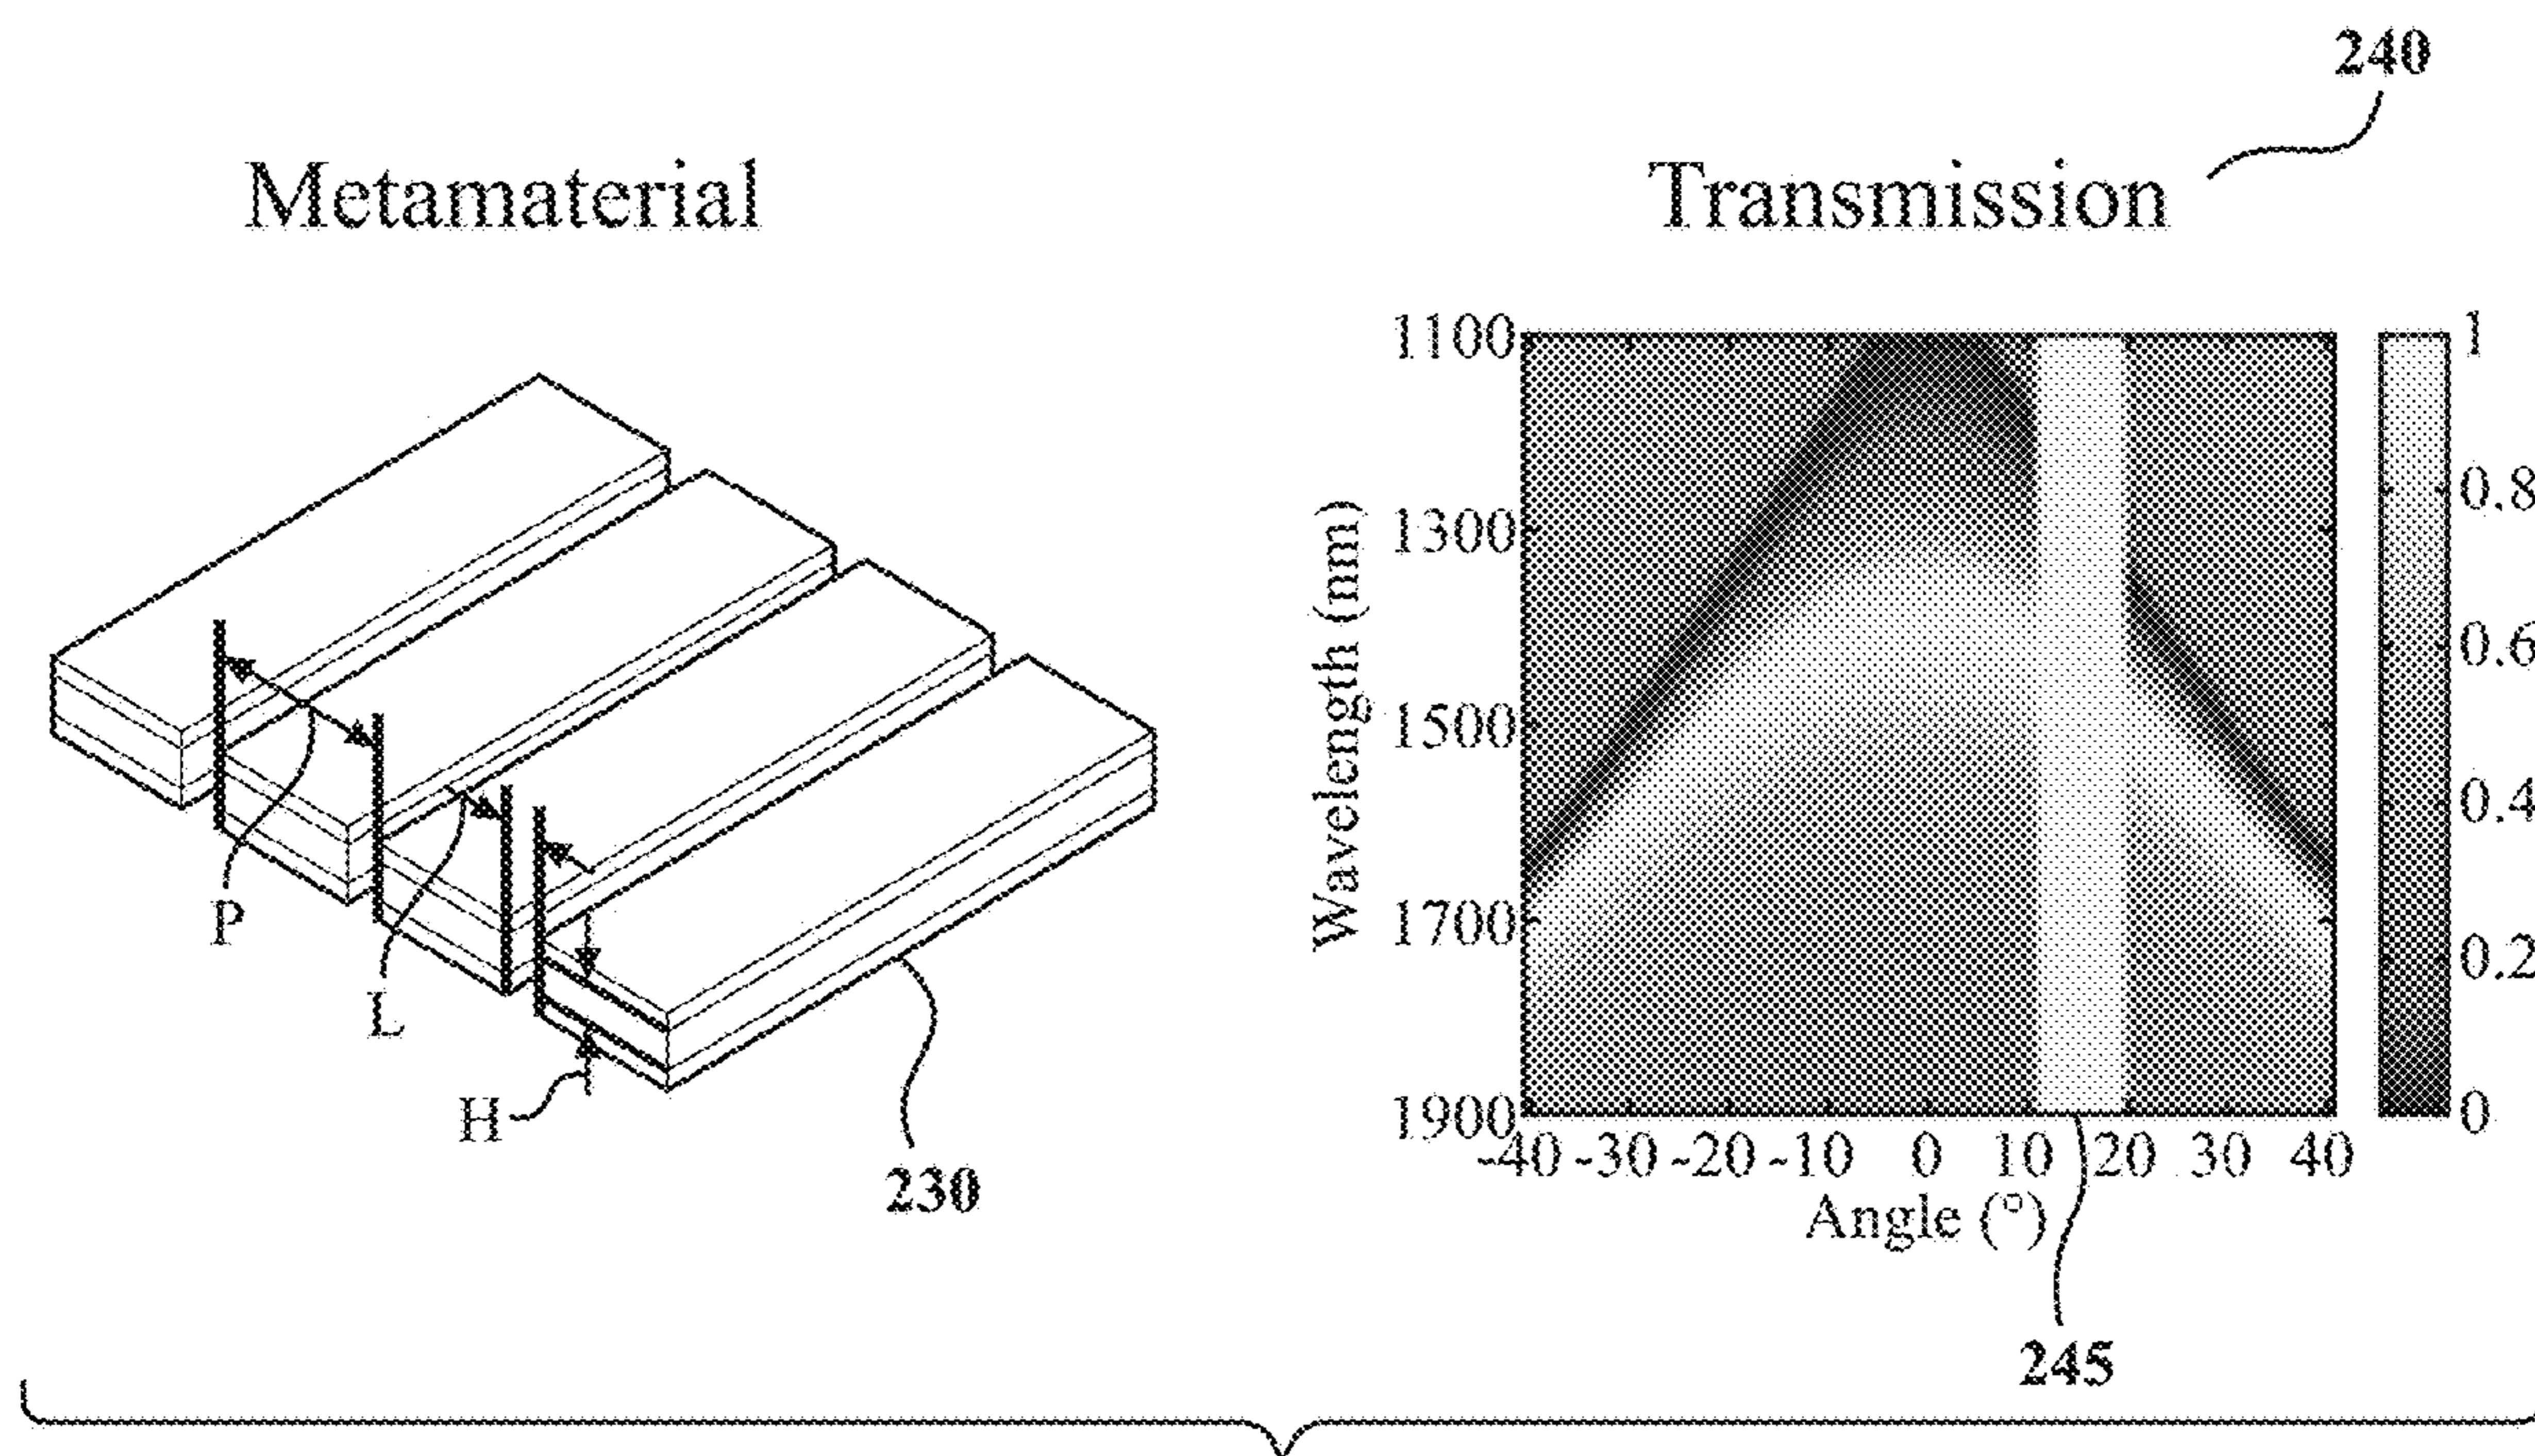 240
Metamaterial
Transmission
P
L
H
230
Wavelength (nm)
1100
1300
1500
1700
1900
-40 -30 -20 -10 0 10 20 30 40
Angle (°)
1
0.8
0.6
0.4
0.2
0
245